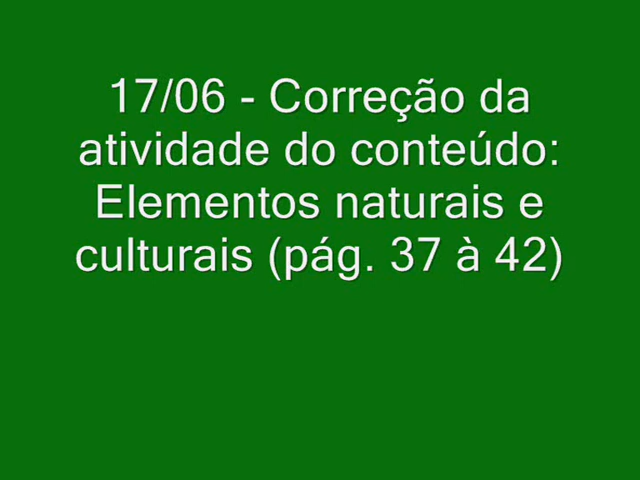 17/06 - Correção da
atividade do conteúdo:
Elementos naturais e
culturais (pág. 37 à 42)